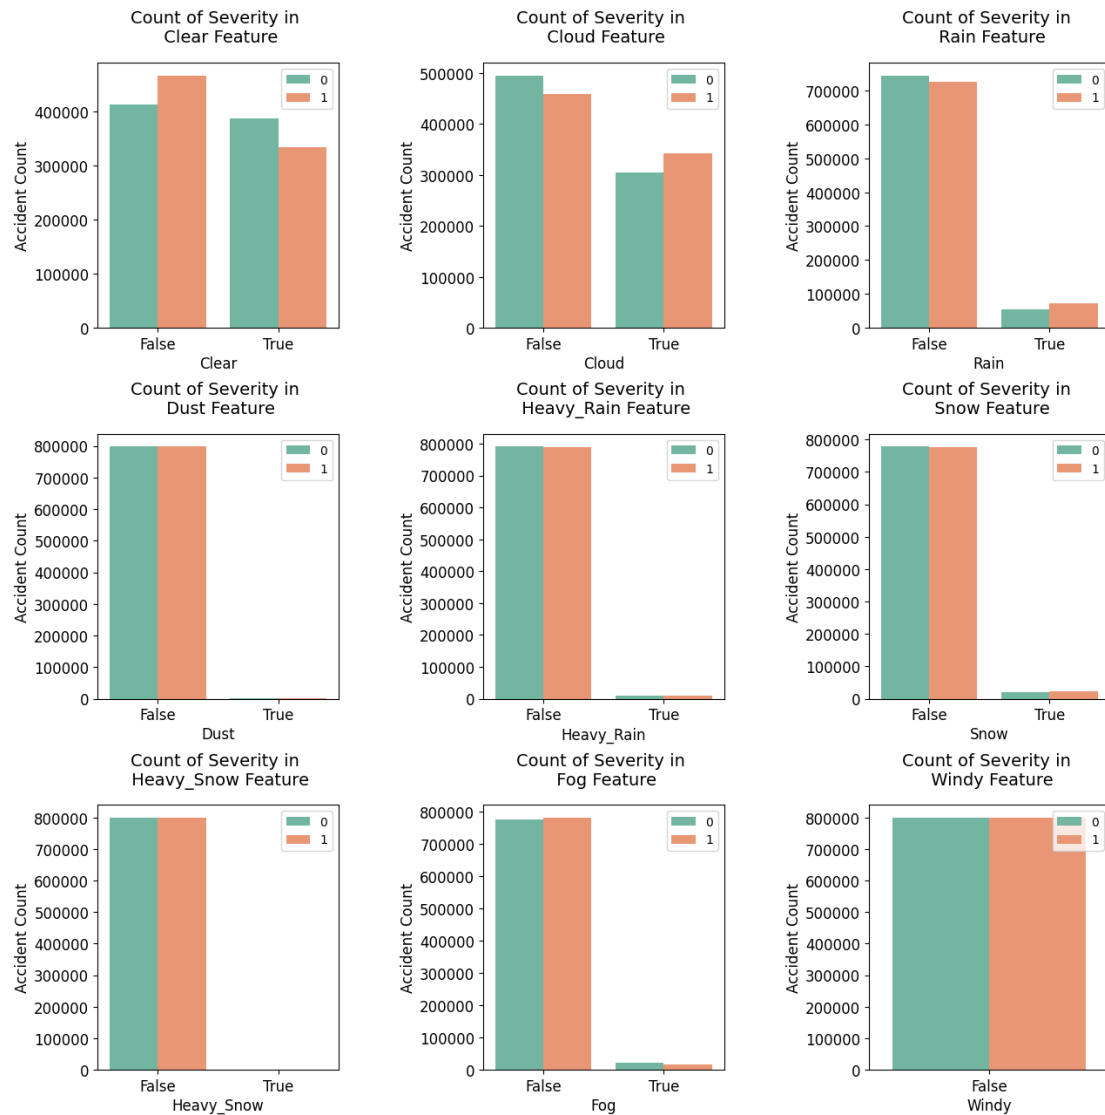 Count of Severity in
Clear Feature
0
1
400000
300000
200000
100000
0
Accident Count
False
True
Clear
Count of Severity in
Cloud Feature
0
1
500000
400000
300000
200000
100000
0
Accident Count
False
True
Cloud
Count of Severity in
Rain Feature
0
1
700000
600000
500000
400000
300000
200000
100000
0
Accident Count
False
True
Rain
Count of Severity in
Dust Feature
0
1
800000
700000
600000
500000
400000
300000
200000
100000
0
Accident Count
False
True
Dust
Count of Severity in
Heavy_Rain Feature
0
1
800000
700000
600000
500000
400000
300000
200000
100000
0
Accident Count
False
True
Heavy_Rain
Count of Severity in
Snow Feature
0
1
800000
700000
600000
500000
400000
300000
200000
100000
0
Accident Count
False
True
Snow
Count of Severity in
Heavy_Snow Feature
0
1
800000
700000
600000
500000
400000
300000
200000
100000
0
Accident Count
False
True
Heavy_Snow
Count of Severity in
Fog Feature
0
1
800000
700000
600000
500000
400000
300000
200000
100000
0
Accident Count
False
True
Fog
Count of Severity in
Windy Feature
0
1
800000
700000
600000
500000
400000
300000
200000
100000
0
Accident Count
False
Windy